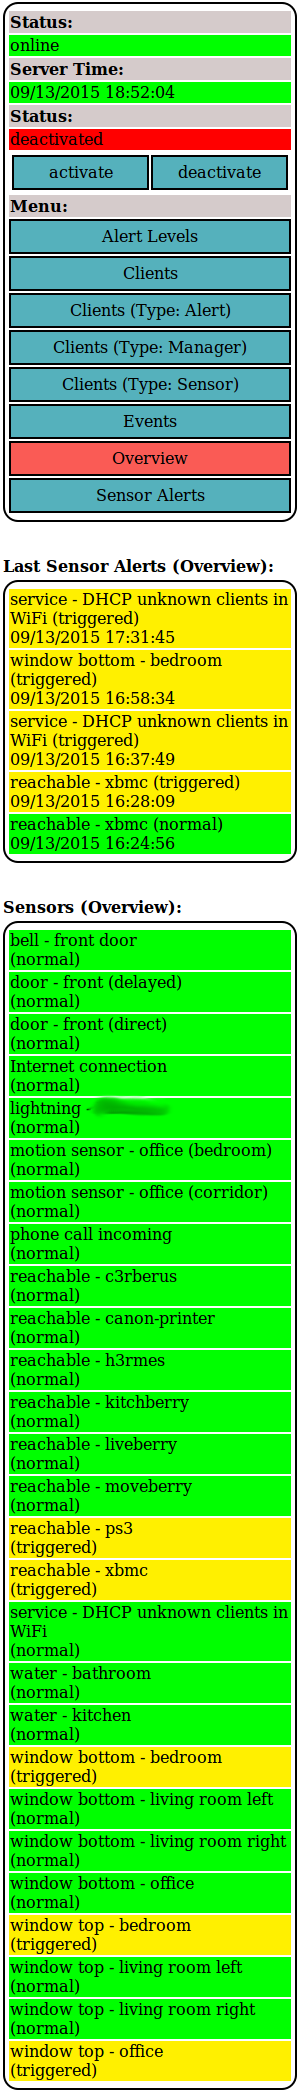 Status:
online
Server Time:
09/13/2015 18:52:04
Status:
deactivated
activate
deactivate
Menu:
Alert Levels
Clients
Clients (Type: Alert)
Clients (Type: Manager)
Clients (Type: Sensor)
Events
Overview
Sensor Alerts
Last Sensor Alerts (Overview):
service - DHCP unknown clients in
WiFi (triggered)
09/13/2015 17:31:45
window bottom - bedroom
(triggered)
09/13/2015 16:58:34
service - DHCP unknown clients in
WiFi (triggered)
09/13/2015 16:37:49
reachable - xbmc (triggered)
09/13/2015 16:28:09
reachable - xbmc (normal)
09/13/2015 16:24:56
Sensors (Overview):
bell - front door
(normal)
door - front (delayed)
(normal)
door - front (direct)
(normal)
Internet connection
(normal)
lightning -
(normal)
motion sensor - office (bedroom)
(normal)
motion sensor - office (corridor)
(normal)
phone call incoming
(normal)
reachable - c3rberus
(normal)
reachable - canon-printer
(normal)
reachable - h3rmes
(normal)
reachable - kitchberry
(normal)
reachable - liveberry
(normal)
reachable - moveberry
(normal)
reachable - ps3
(triggered)
reachable - xbmc
(triggered)
service - DHCP unknown clients in
WiFi
(normal)
water - bathroom
(normal)
water - kitchen
(normal)
window bottom - bedroom
(triggered)
window bottom - living room left
(normal)
window bottom - living room right
(normal)
window bottom - office
(normal)
window top - bedroom
(triggered)
window top - living room left
(normal)
window top - living room right
(normal)
window top - office
(triggered)